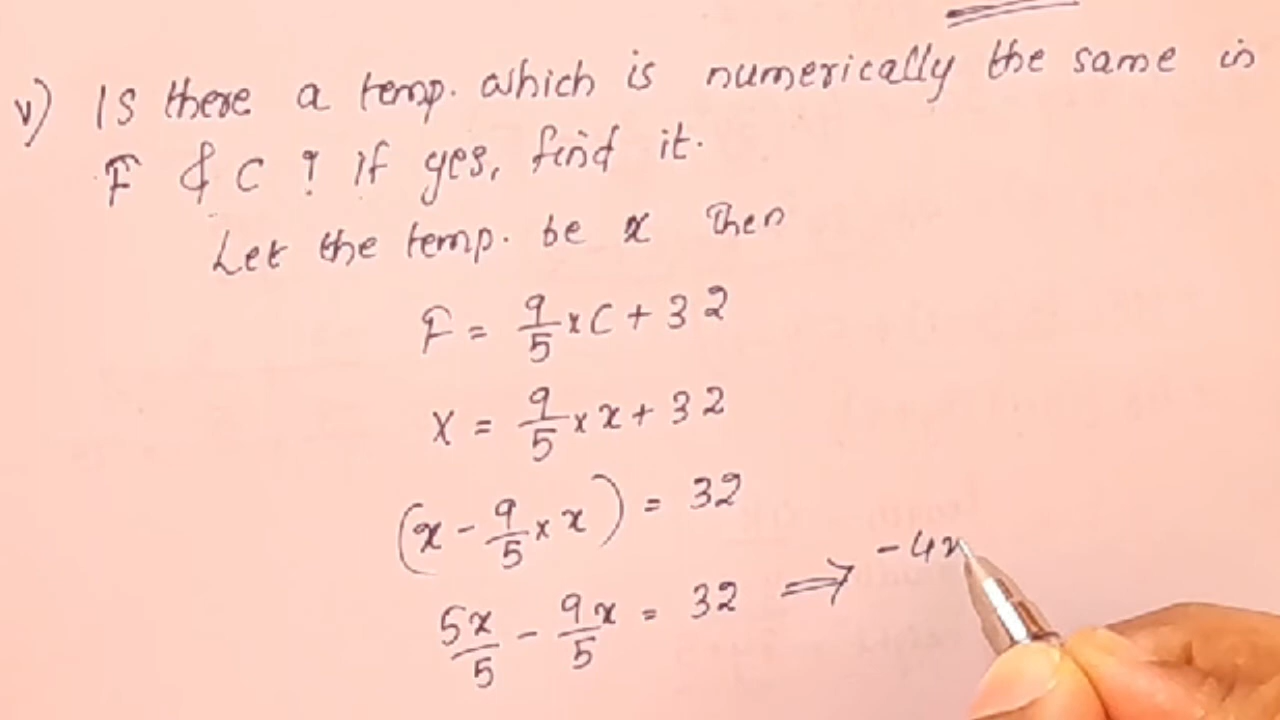 v) Is there a temp. which is numerically the same in
F & C ? if yes, find it.
Let the temp. be x Then
F = 9/5 × C + 32
x = 9/5 × x + 32
(x - 9/5 × x) = 32
5x/5 - 9x/5 = 32 ⟹ -4x